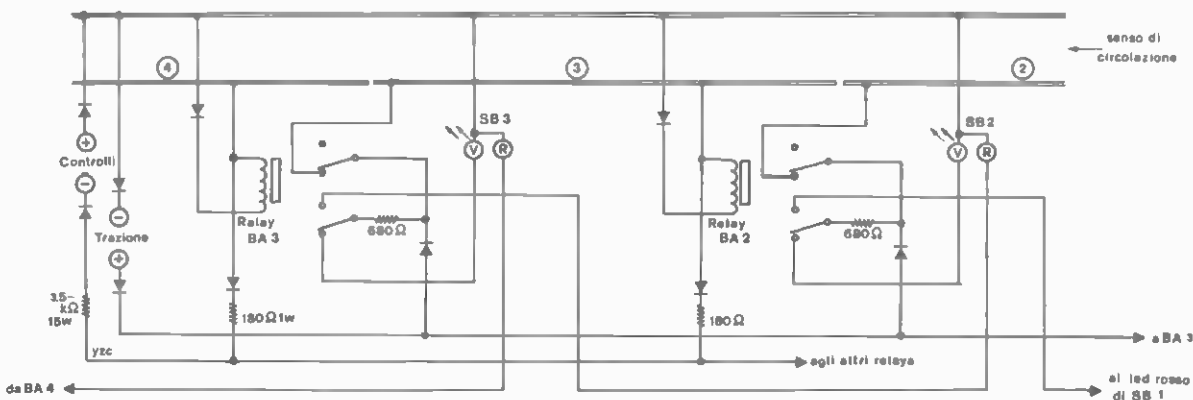 senso di
circolazione
4
3
2
SB 3
SB 2
V
R
V
R
+
Controlli
−
−
Trazione
+
Relay
BA 3
680Ω
Relay
BA 2
680Ω
3,5-
kΩ
15w
180Ω 1w
180Ω
yzc
a BA 3
agli altri relays
da BA 4
al led rosso
di SB 1